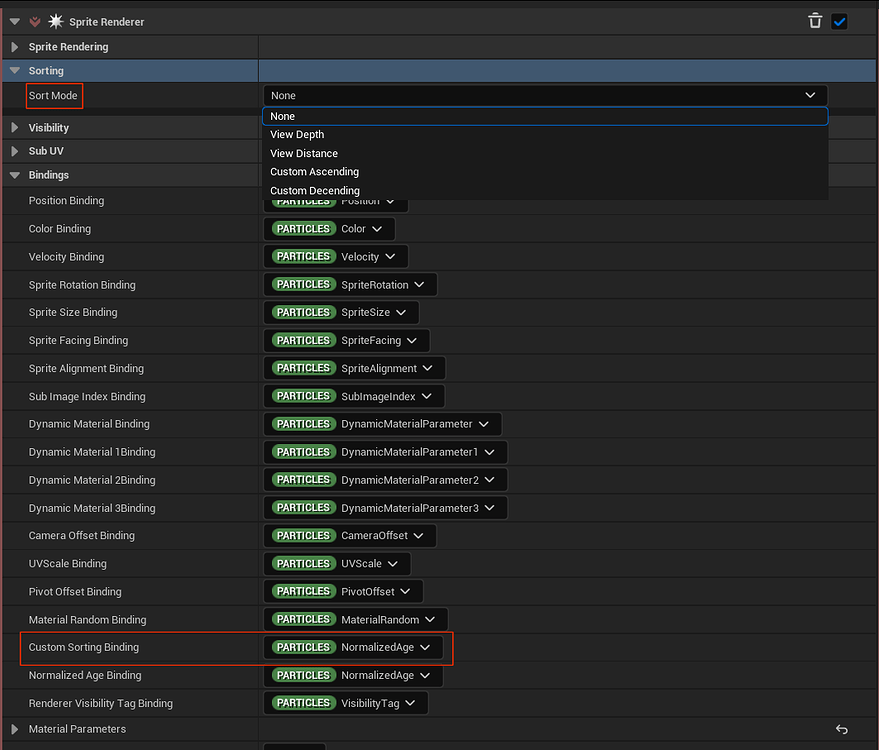 Sprite Renderer
Sprite Rendering
Sorting
Sort Mode None
None
View Depth
View Distance
Custom Ascending
Custom Decending
Visibility
Sub UV
Bindings
Position Binding PARTICLES Position
Color Binding PARTICLES Color
Velocity Binding PARTICLES Velocity
Sprite Rotation Binding PARTICLES SpriteRotation
Sprite Size Binding PARTICLES SpriteSize
Sprite Facing Binding PARTICLES SpriteFacing
Sprite Alignment Binding PARTICLES SpriteAlignment
Sub Image Index Binding PARTICLES SubImageIndex
Dynamic Material Binding PARTICLES DynamicMaterialParameter
Dynamic Material 1Binding PARTICLES DynamicMaterialParameter1
Dynamic Material 2Binding PARTICLES DynamicMaterialParameter2
Dynamic Material 3Binding PARTICLES DynamicMaterialParameter3
Camera Offset Binding PARTICLES CameraOffset
UVScale Binding PARTICLES UVScale
Pivot Offset Binding PARTICLES PivotOffset
Material Random Binding PARTICLES MaterialRandom
Custom Sorting Binding PARTICLES NormalizedAge
Normalized Age Binding PARTICLES NormalizedAge
Renderer Visibility Tag Binding PARTICLES VisibilityTag
Material Parameters